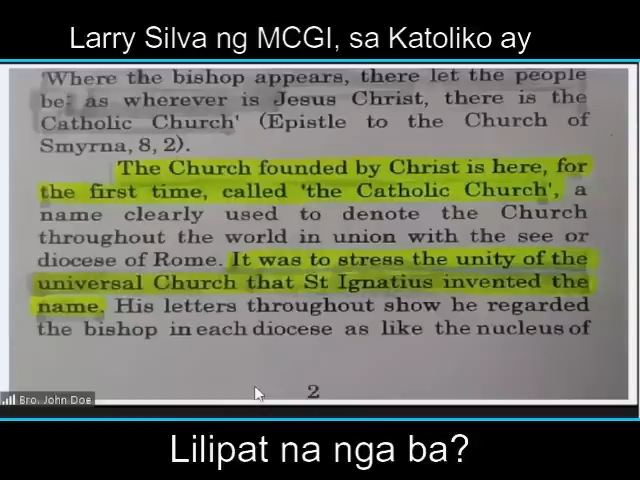 Larry Silva ng MCGI, sa Katoliko ay
'Where the bishop appears, there let the people
be; as wherever is Jesus Christ, there is the
Catholic Church' (Epistle to the Church of
Smyrna, 8, 2).
The Church founded by Christ is here, for
the first time, called 'the Catholic Church', a
name clearly used to denote the Church
throughout the world in union with the see or
diocese of Rome. It was to stress the unity of the
universal Church that St Ignatius invented the
name. His letters throughout show he regarded
the bishop in each diocese as like the nucleus of
2
Bro. John Doe
Lilipat na nga ba?